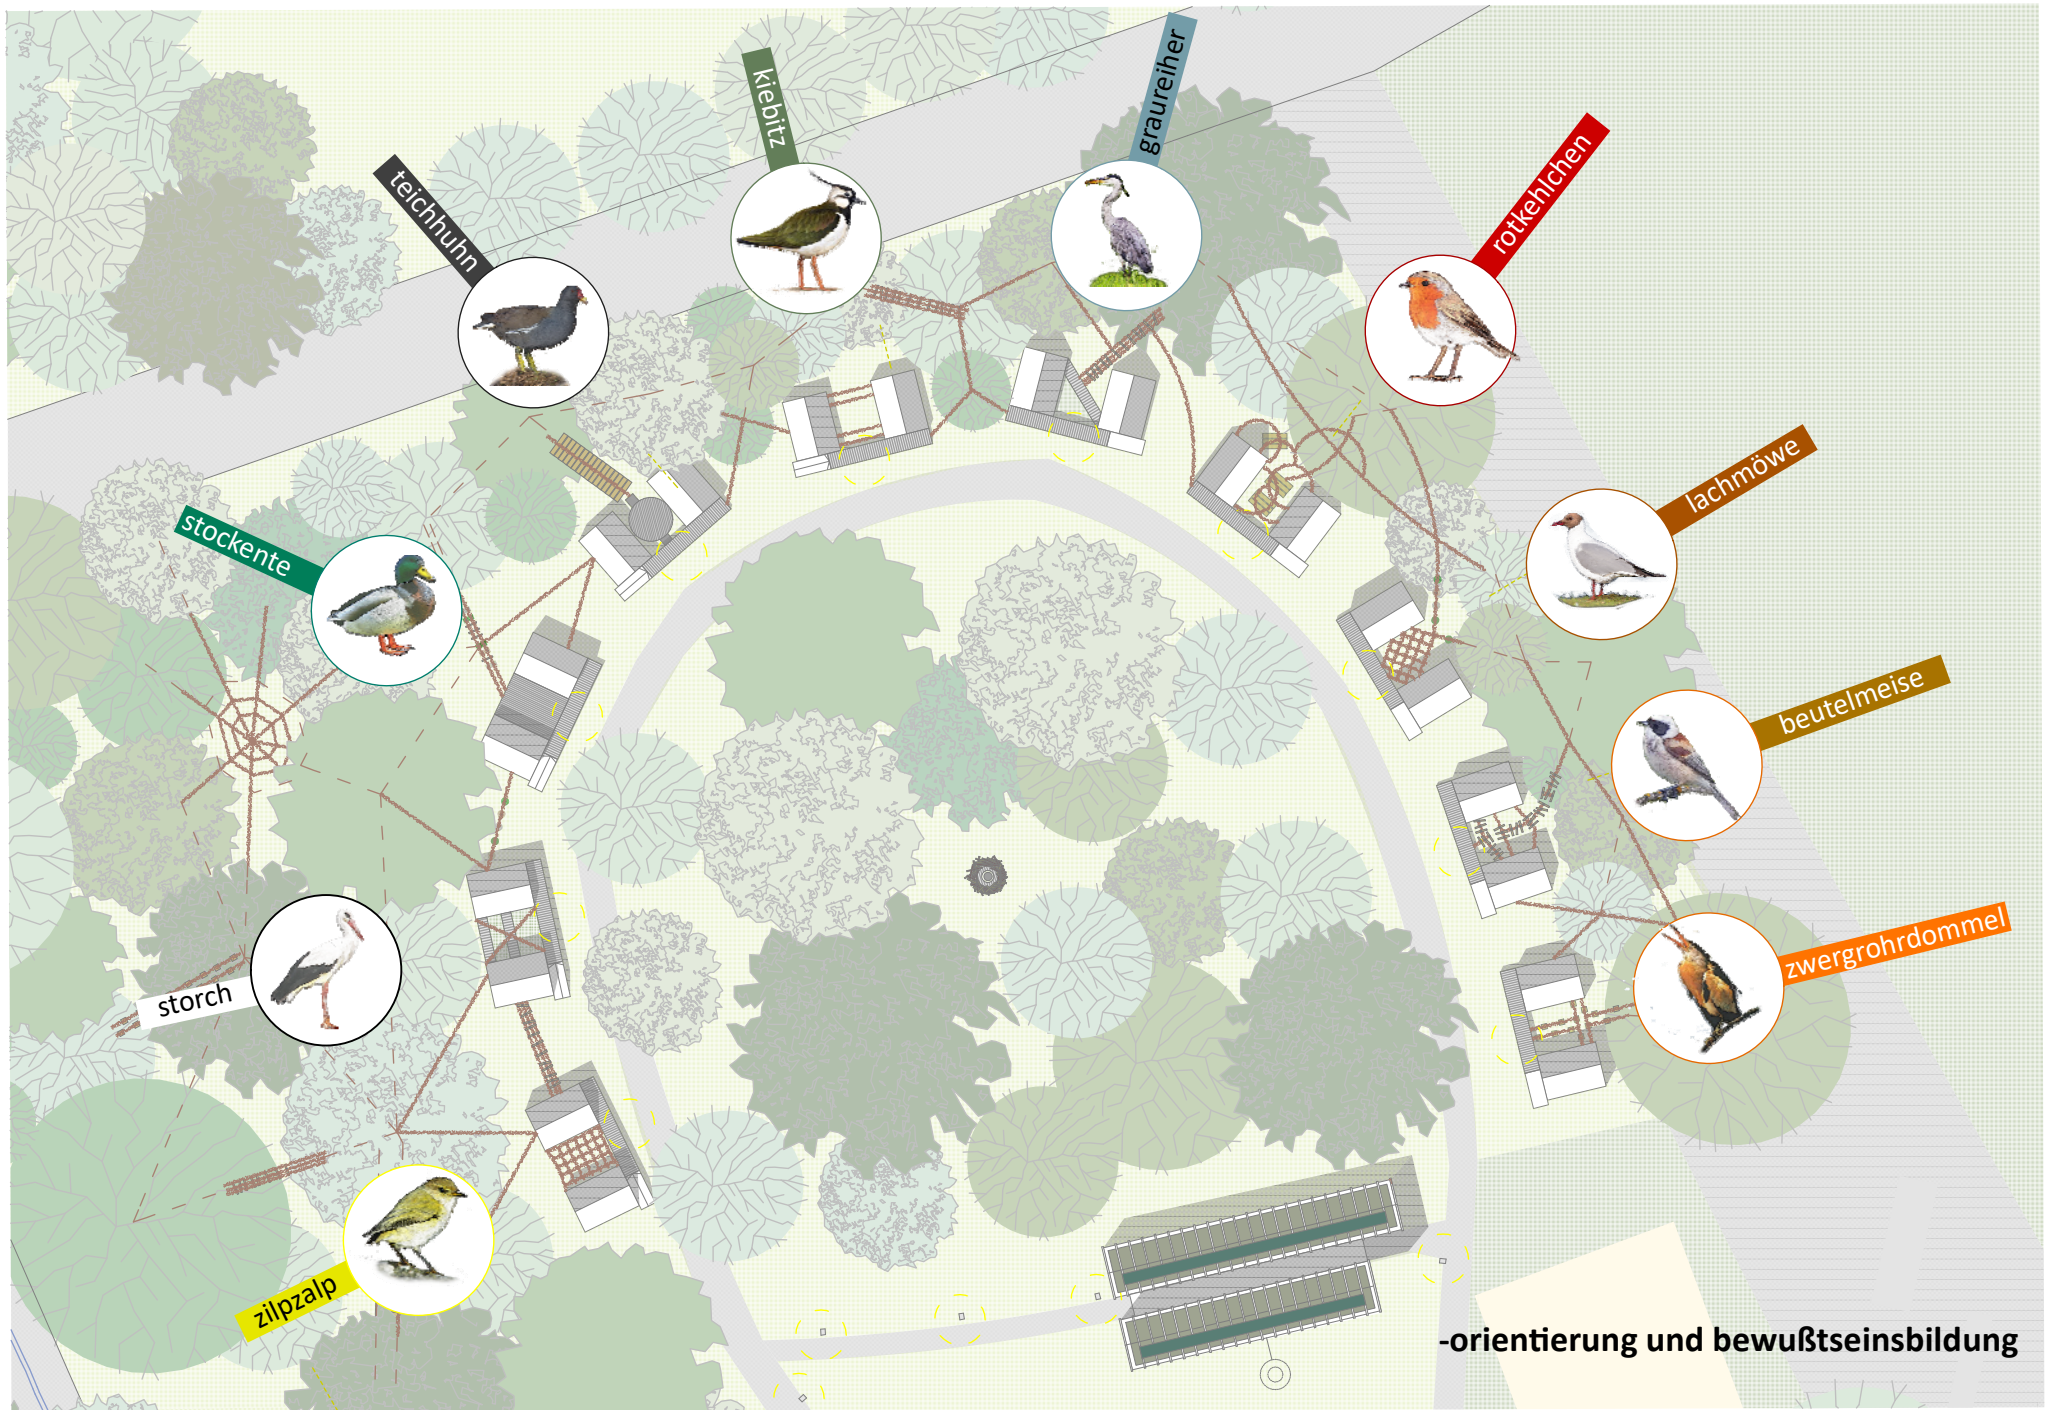 kiebitz
graureiher
rotkehlchen
teichhuhn
lachmöwe
stockente
beutelmeise
zwergrohrdommel
storch
zilpzalp
-orientierung und bewußtseinsbildung